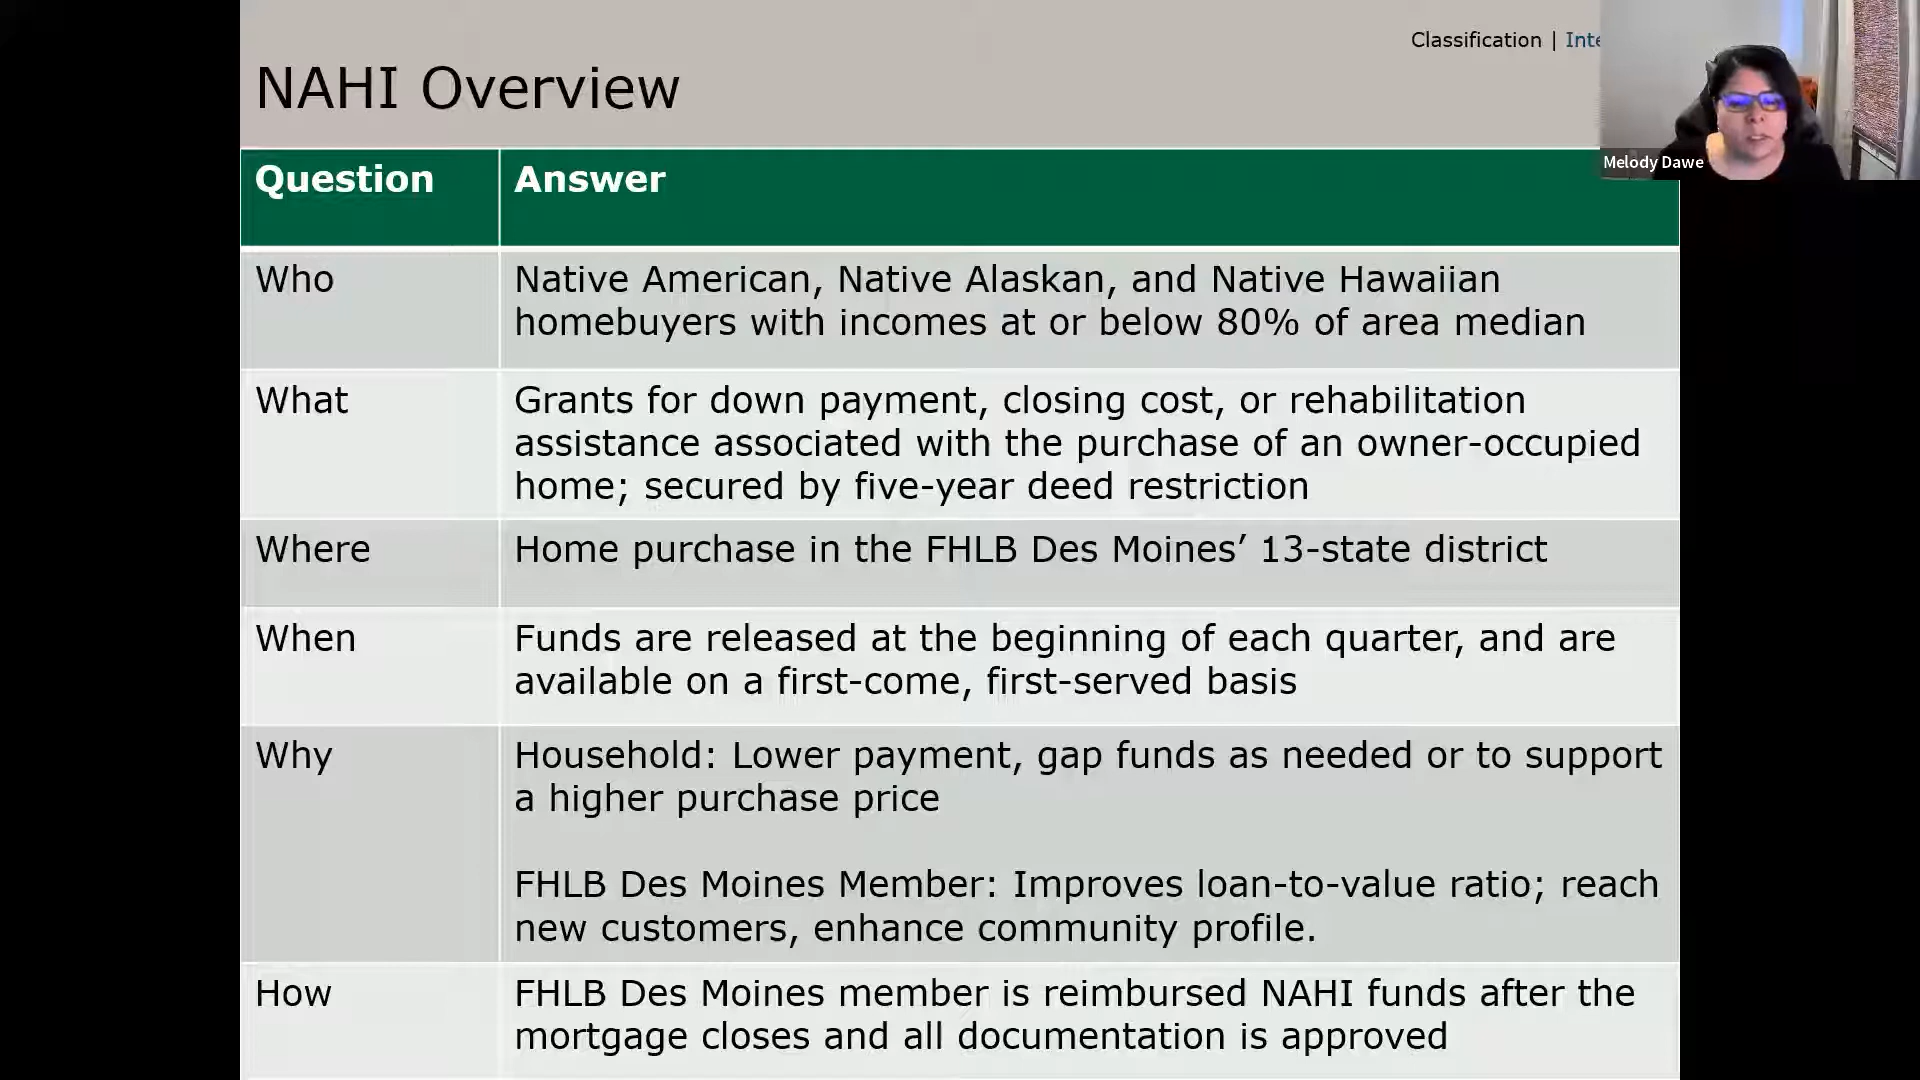 Classification |
NAHI Overview
Melody Dawe
Question
Answer
Who
Native American, Native Alaskan, and Native Hawaiian
homebuyers with incomes at or below 80% of area median
What
Grants for down payment, closing cost, or rehabilitation
assistance associated with the purchase of an owner-occupied
home; secured by five-year deed restriction
Where
Home purchase in the FHLB Des Moines’ 13-state district
When
Funds are released at the beginning of each quarter, and are
available on a first-come, first-served basis
Why
Household: Lower payment, gap funds as needed or to support
a higher purchase price
FHLB Des Moines Member: Improves loan-to-value ratio; reach
new customers, enhance community profile.
How
FHLB Des Moines member is reimbursed NAHI funds after the
mortgage closes and all documentation is approved